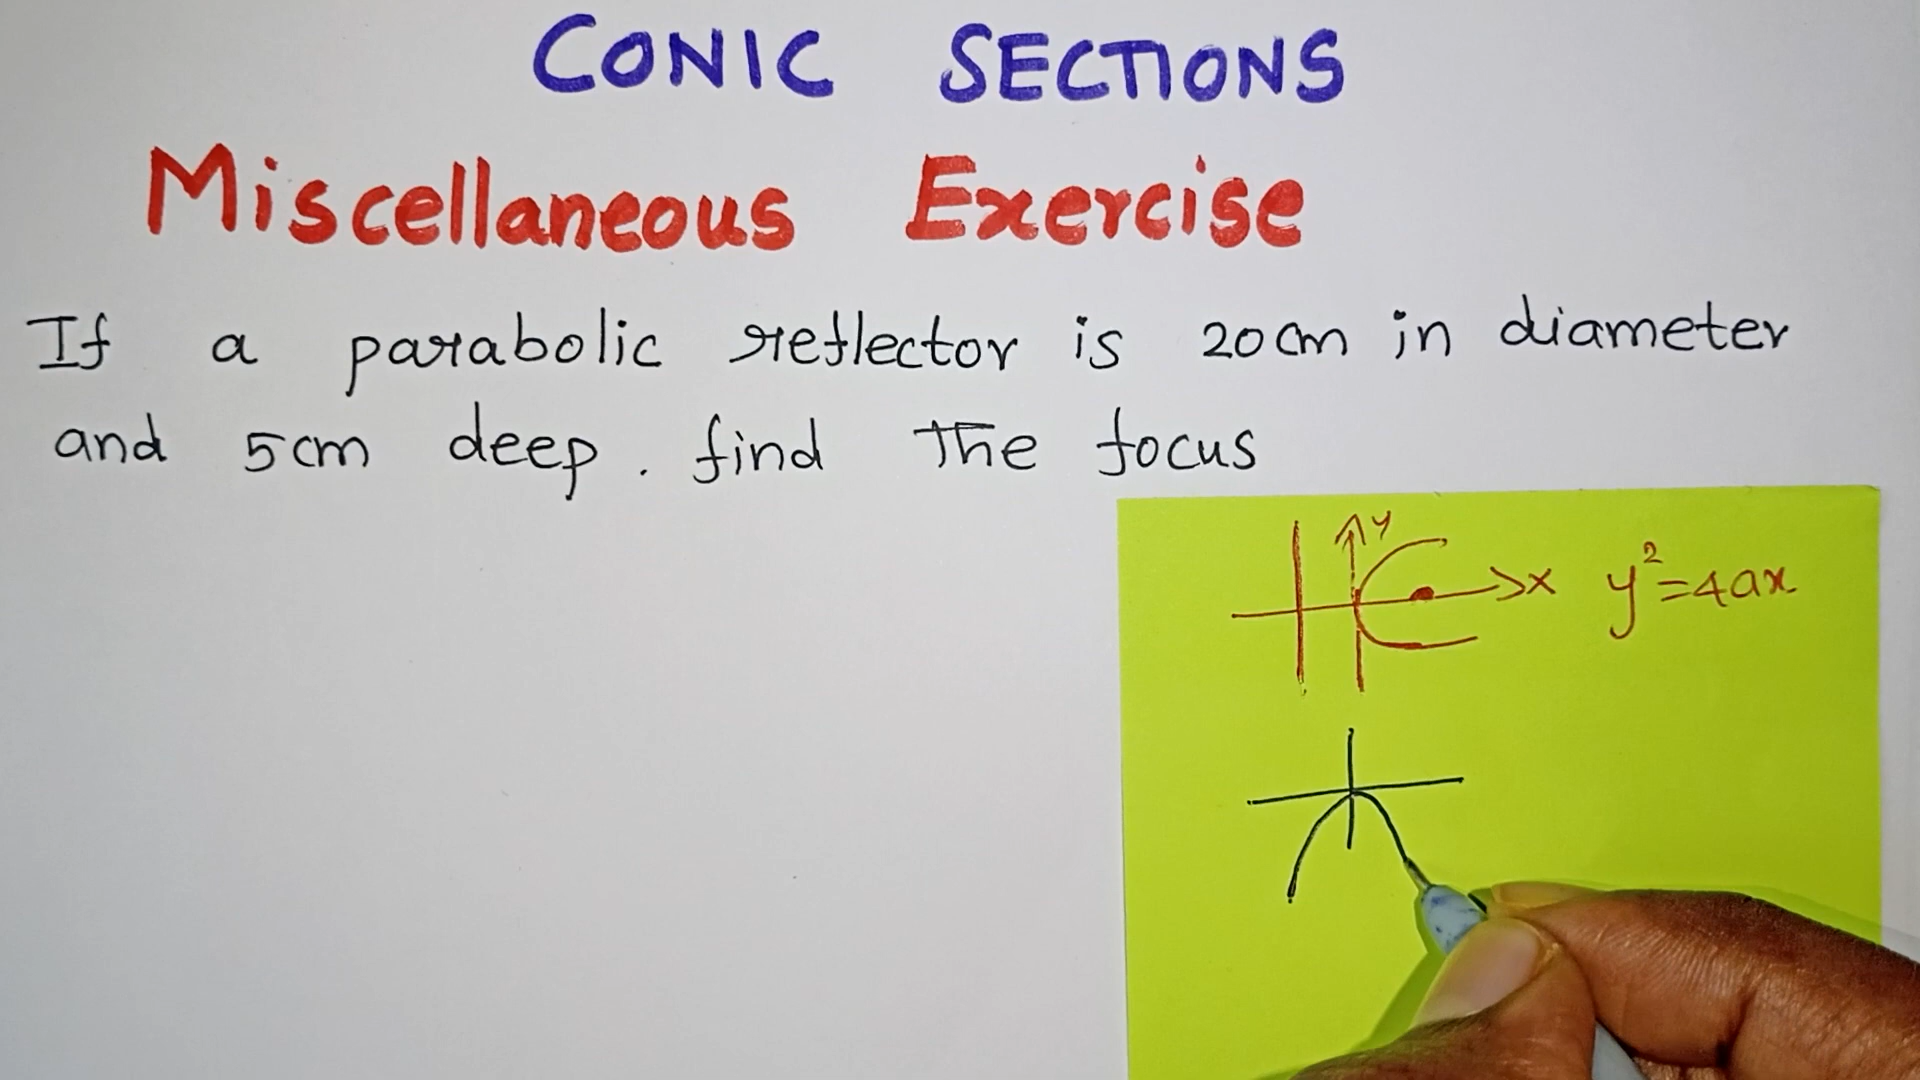 CONIC SECTIONS
Miscellaneous Exercise
If a parabolic reflector is 20cm in diameter
and 5cm deep. find the focus
y
x y²=4ax